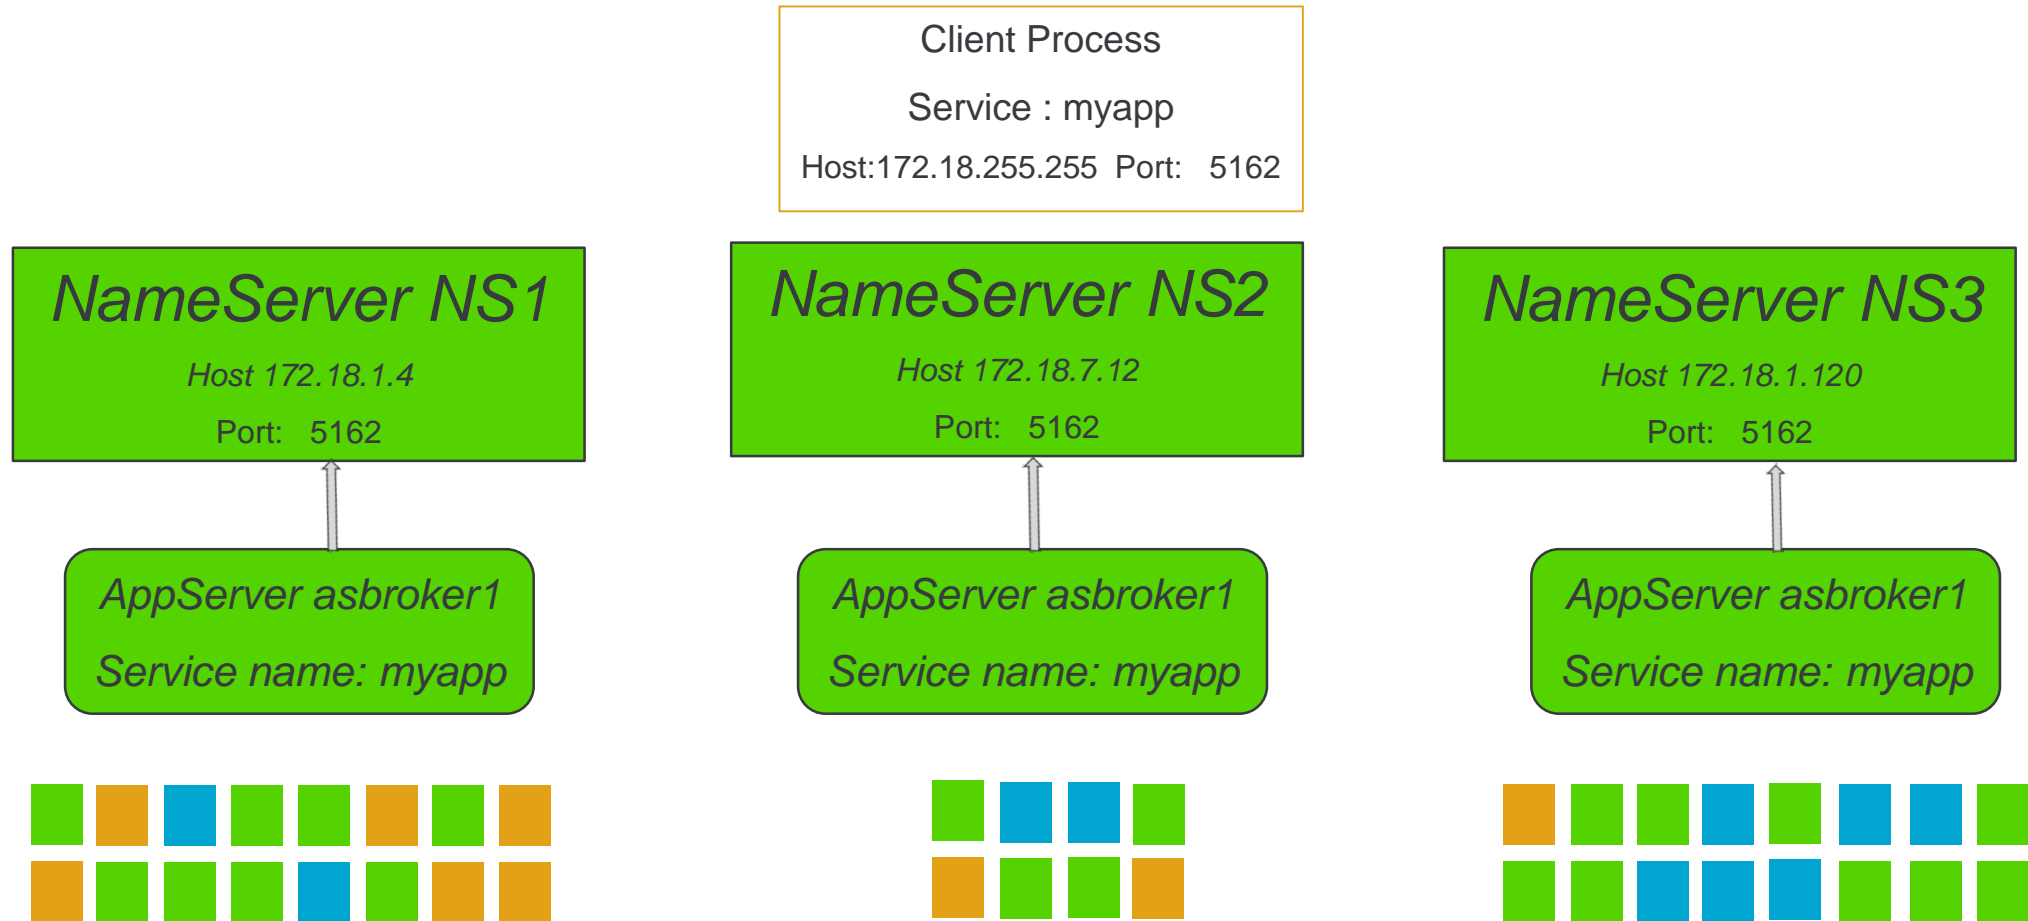 Client Process
Service : myapp
Host:172.18.255.255 Port: 5162
NameServer NS1
Host 172.18.1.4
Port: 5162
NameServer NS2
Host 172.18.7.12
Port: 5162
NameServer NS3
Host 172.18.1.120
Port: 5162
AppServer asbroker1
Service name: myapp
AppServer asbroker1
Service name: myapp
AppServer asbroker1
Service name: myapp